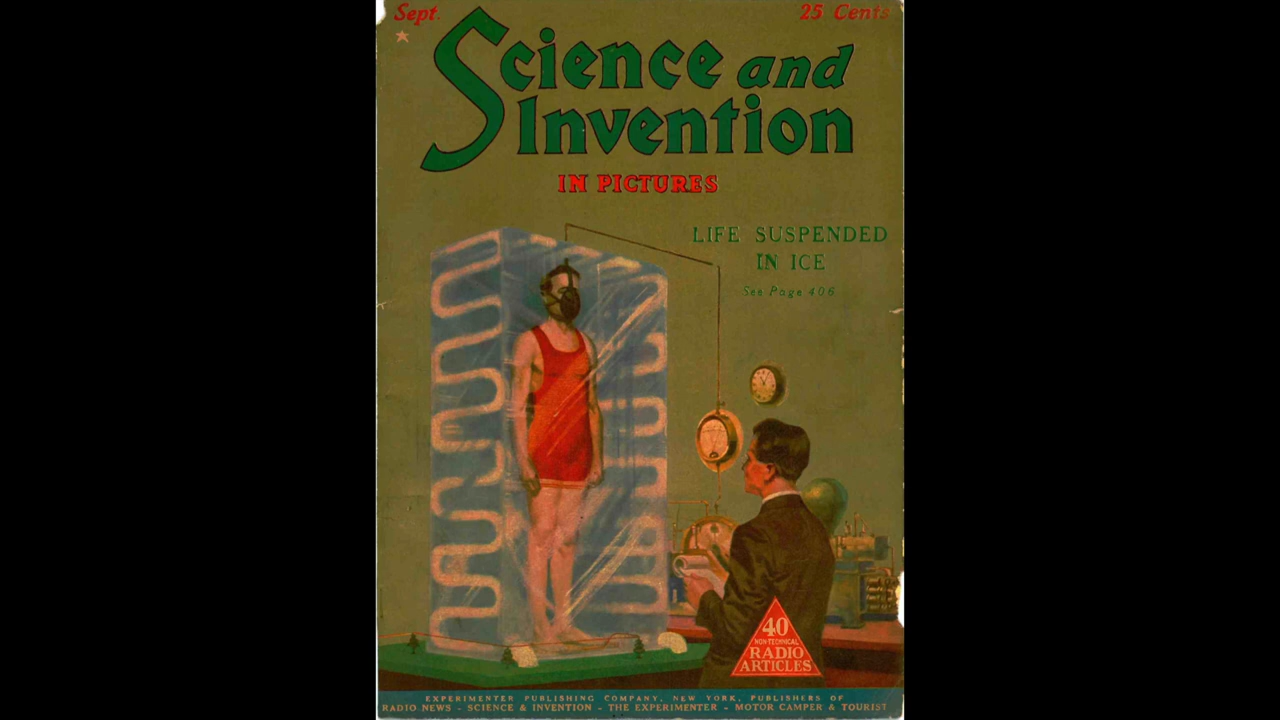 Sept.
25 Cents
Science and
Invention
IN PICTURES
LIFE SUSPENDED
IN ICE
See Page 406
40
NON-TECHNICAL
RADIO
ARTICLES
EXPERIMENTER PUBLISHING COMPANY, NEW YORK, PUBLISHERS OF
RADIO NEWS - SCIENCE & INVENTION - THE EXPERIMENTER - MOTOR CAMPER & TOURIST